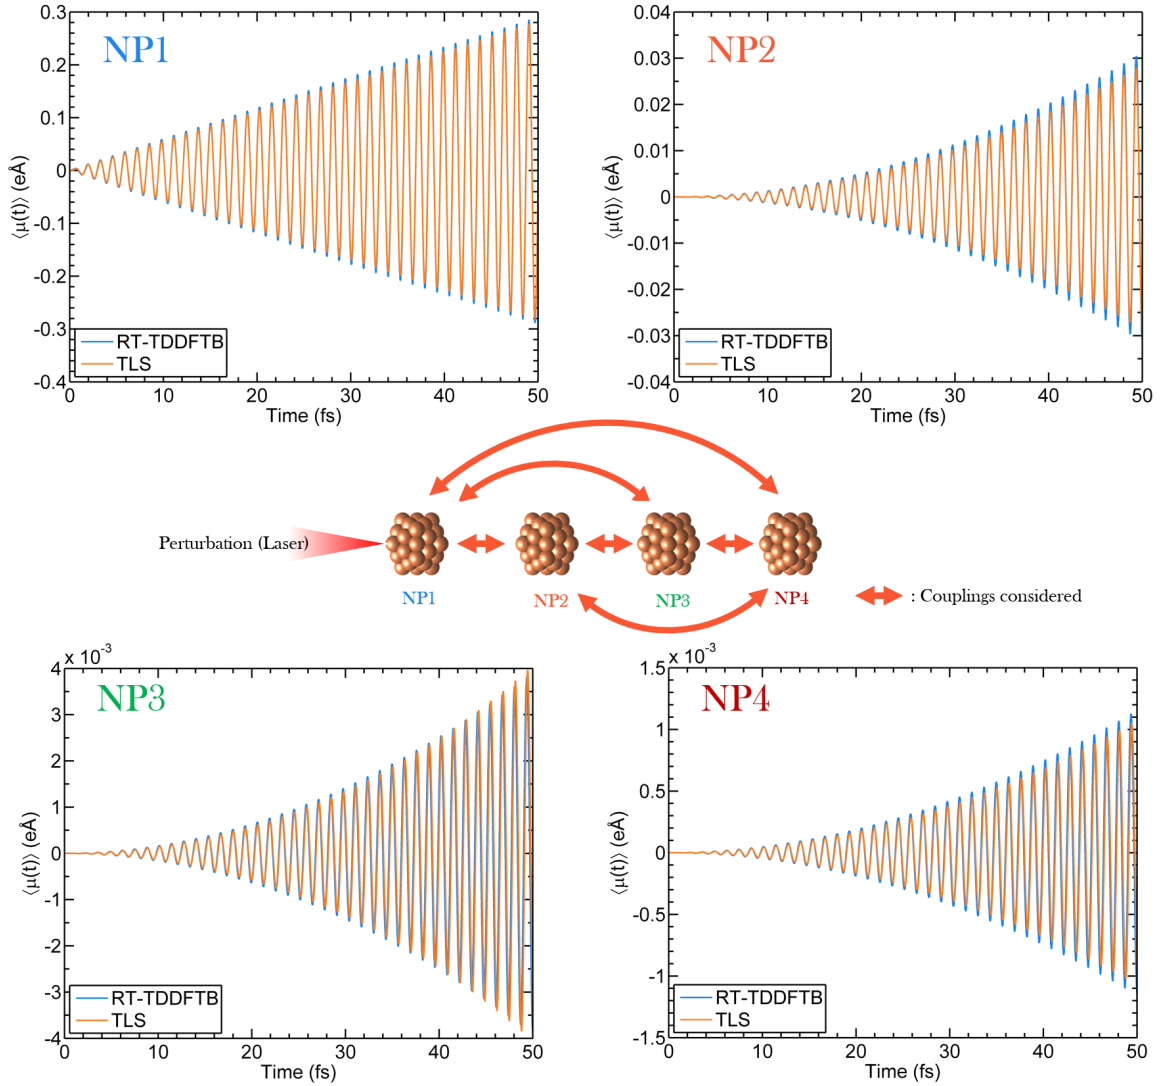 NP1
0.3
0.2
0.1
0
-0.1
-0.2
-0.3
-0.4
⟨μ(t)⟩ (eÅ)
RT-TDDFTB
TLS
0 10 20 30 40 50
Time (fs)
NP2
0.04
0.03
0.02
0.01
0
-0.01
-0.02
-0.03
-0.04
⟨μ(t)⟩ (eÅ)
RT-TDDFTB
TLS
0 10 20 30 40 50
Time (fs)
Perturbation (Laser)
NP1 NP2 NP3 NP4
: Couplings considered
x 10⁻³
NP3
4
3
2
1
0
-1
-2
-3
-4
⟨μ(t)⟩ (eÅ)
RT-TDDFTB
TLS
0 10 20 30 40 50
Time (fs)
x 10⁻³
NP4
1.5
1
0.5
0
-0.5
-1
-1.5
⟨μ(t)⟩ (eÅ)
RT-TDDFTB
TLS
0 10 20 30 40 50
Time (fs)